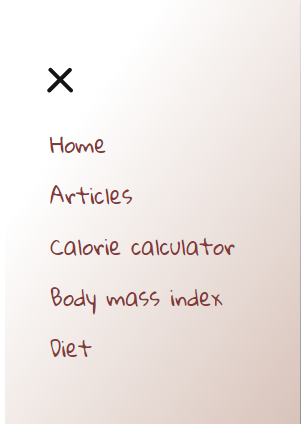 Home
Articles
Calorie calculator
Body mass index
Diet